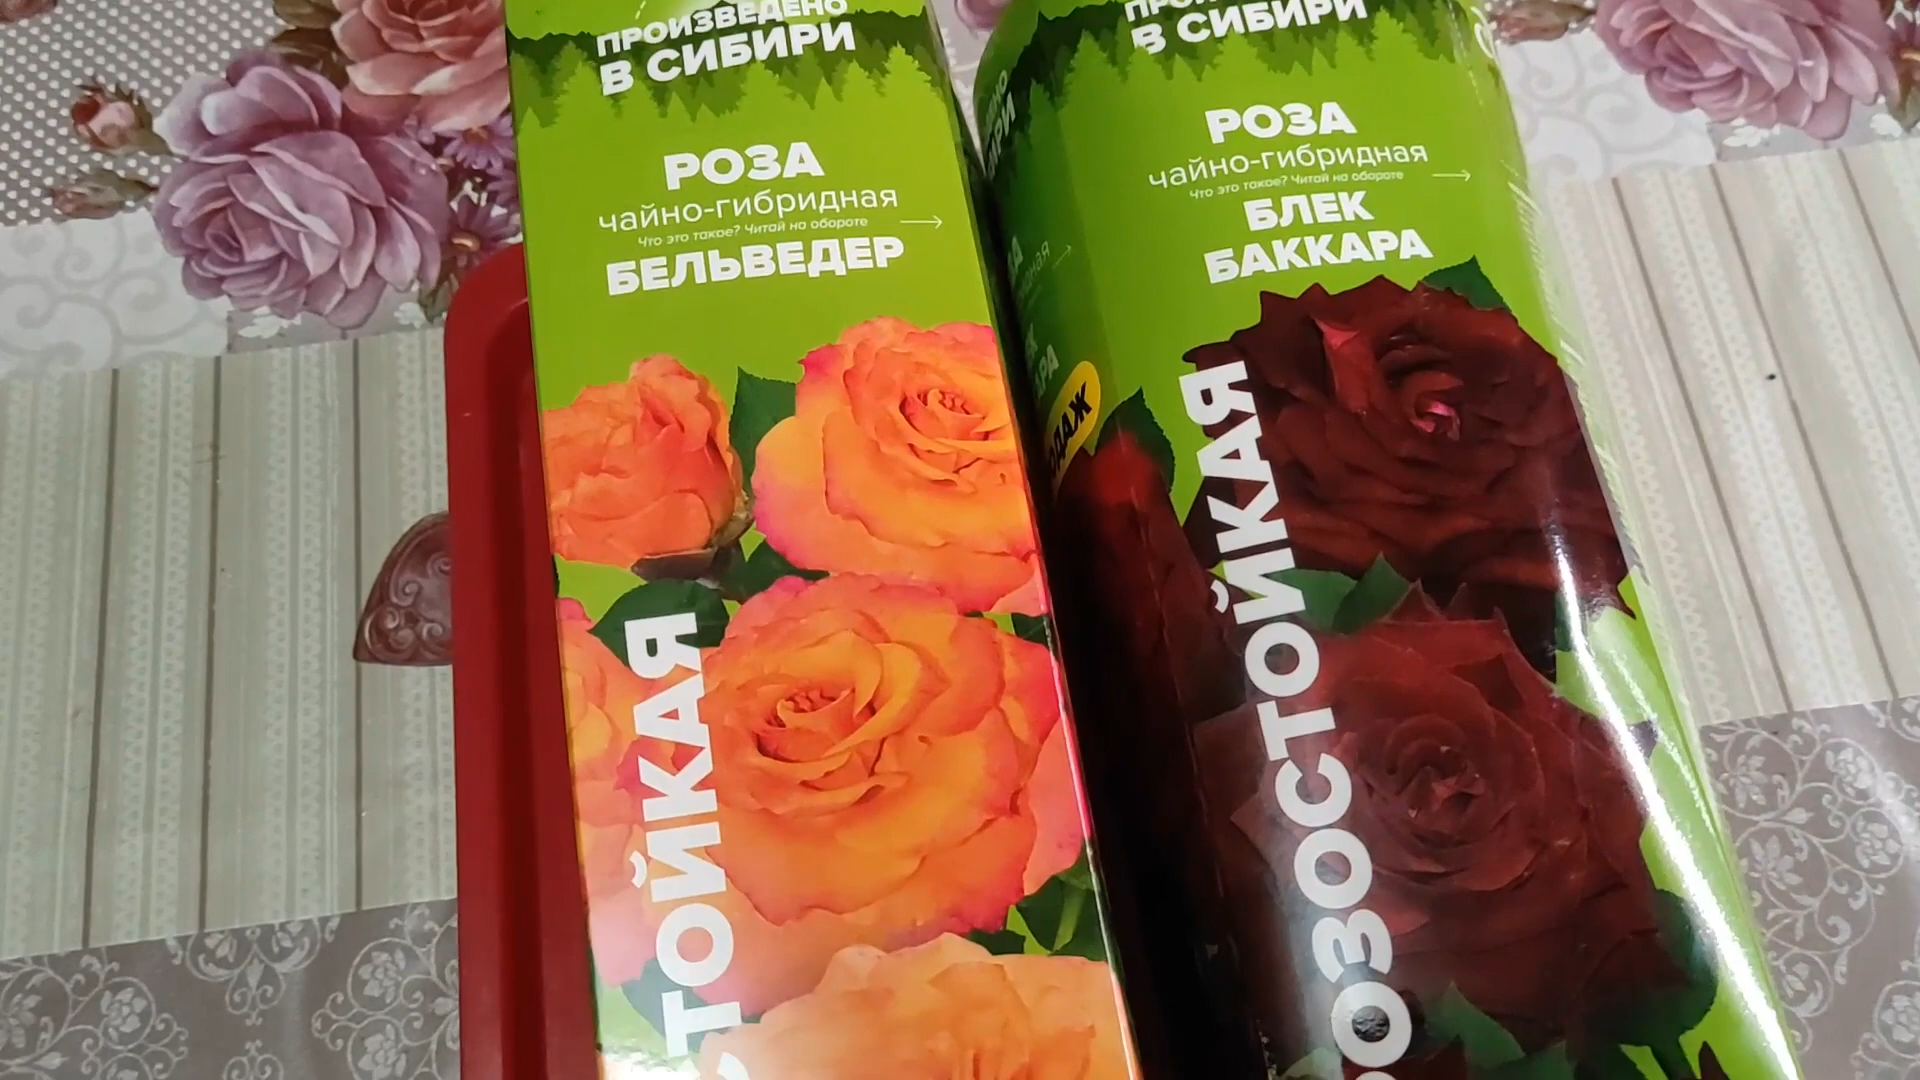 ПРОИЗВЕДЕНО
В СИБИРИ
РОЗА
чайно-гибридная
Что это такое? Читай на обороте
БЕЛЬВЕДЕР
СТОЙКАЯ
В СИБИРИ
РОЗА
чайно-гибридная
Что это такое? Читай на обороте
БЛЕК
БАККАРА
РОЗОСТОЙКАЯ